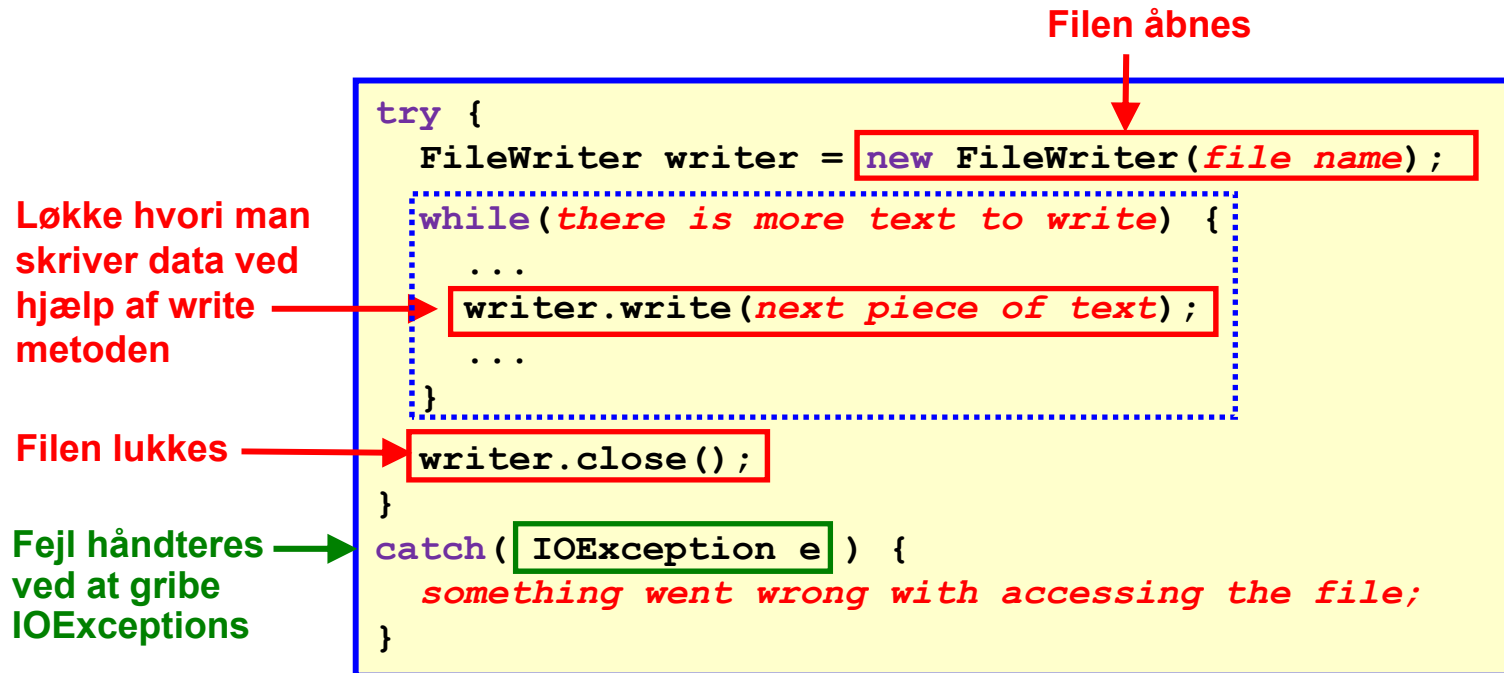 Filen åbnes
try {
FileWriter writer = new FileWriter(file name);
Løkke hvori man
skriver data ved
hjælp af write
metoden
while(there is more text to write) {
...
writer.write(next piece of text);
...
}
Filen lukkes
writer.close();
}
Fejl håndteres
ved at gribe
IOExceptions
catch( IOException e ) {
something went wrong with accessing the file;
}